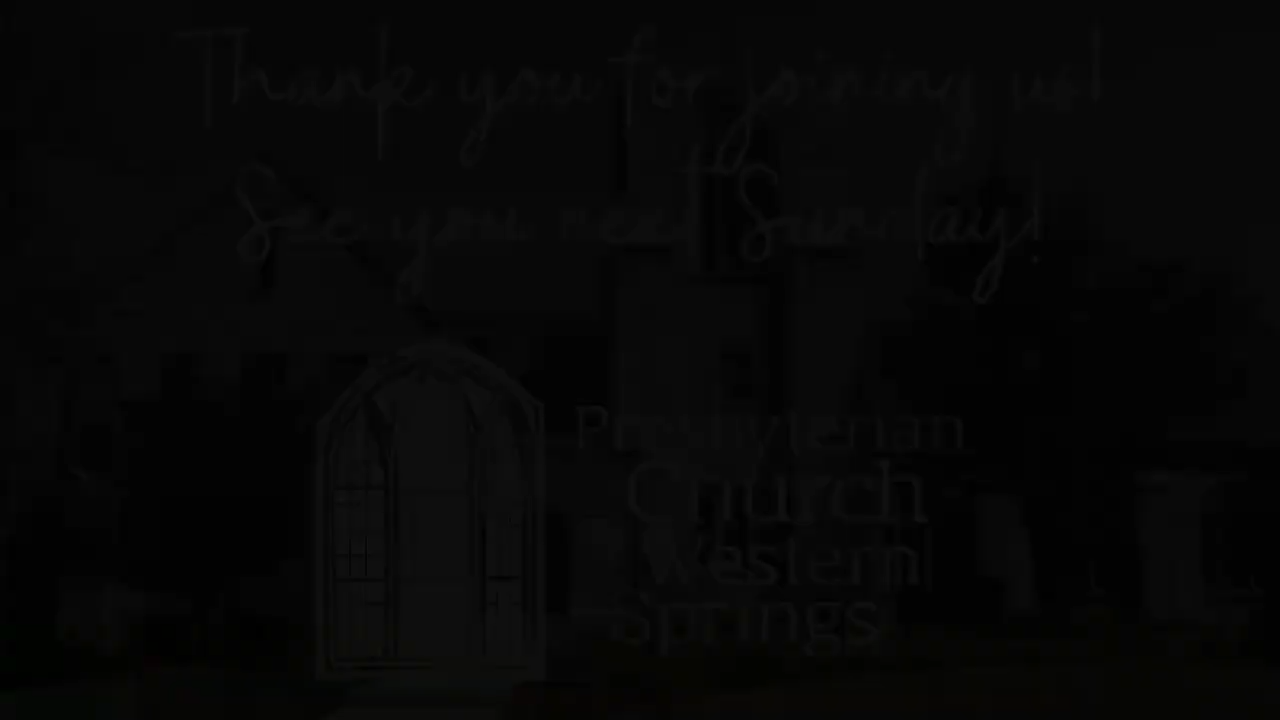 Thank you for joining us!
See you next Sunday!
Presbyterian
Church
Western
Springs